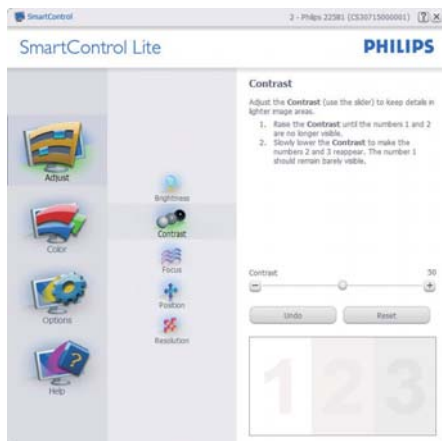 SmartControl
2 - Philips 225B1 (CS30715000001)
SmartControl Lite
PHILIPS
Contrast
Adjust the Contrast (use the slider) to keep details in
lighter image areas.
1. Raise the Contrast until the numbers 1 and 2
are no longer visible.
2. Slowly lower the Contrast to make the
numbers 2 and 3 reappear. The number 1
should remain barely visible.
Adjust
Color
Options
Help
Brightness
Contrast
Focus
Position
Resolution
Contrast 50
Undo Reset
1 2 3